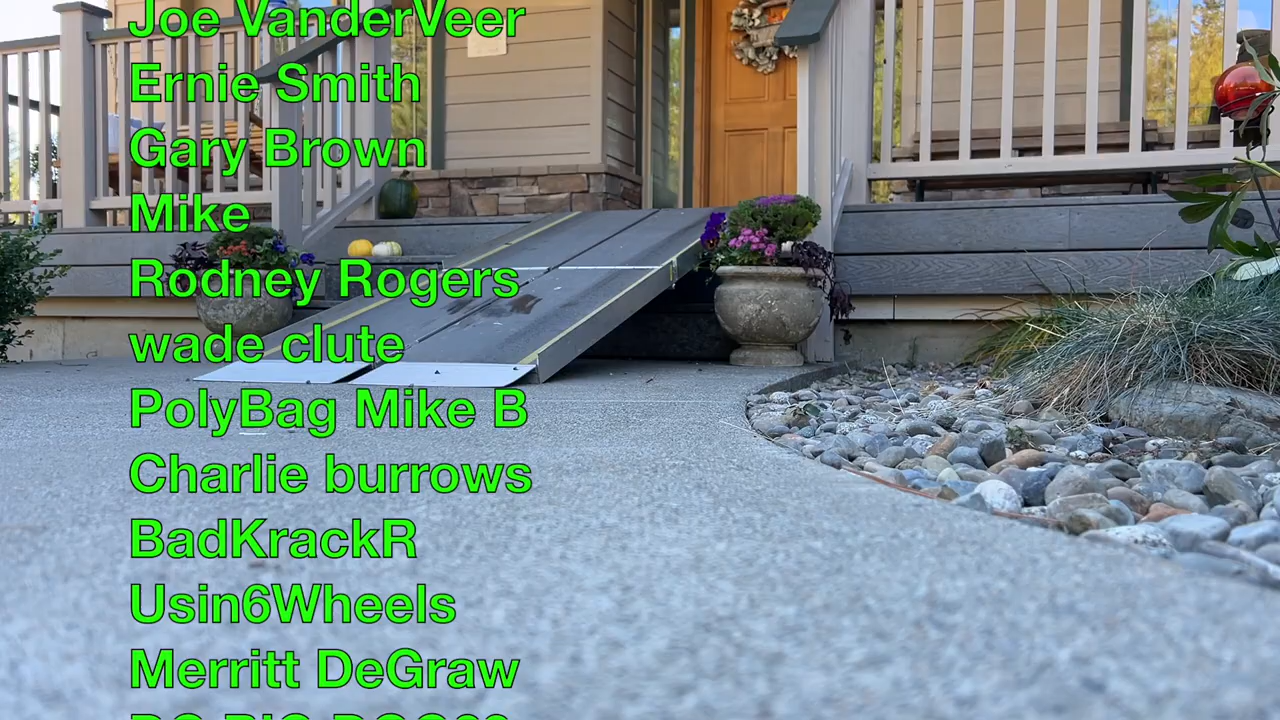 Joe VanderVeer
Ernie Smith
Gary Brown
Mike
Rodney Rogers
wade clute
PolyBag Mike B
Charlie burrows
BadKrackR
Usin6Wheels
Merritt DeGraw